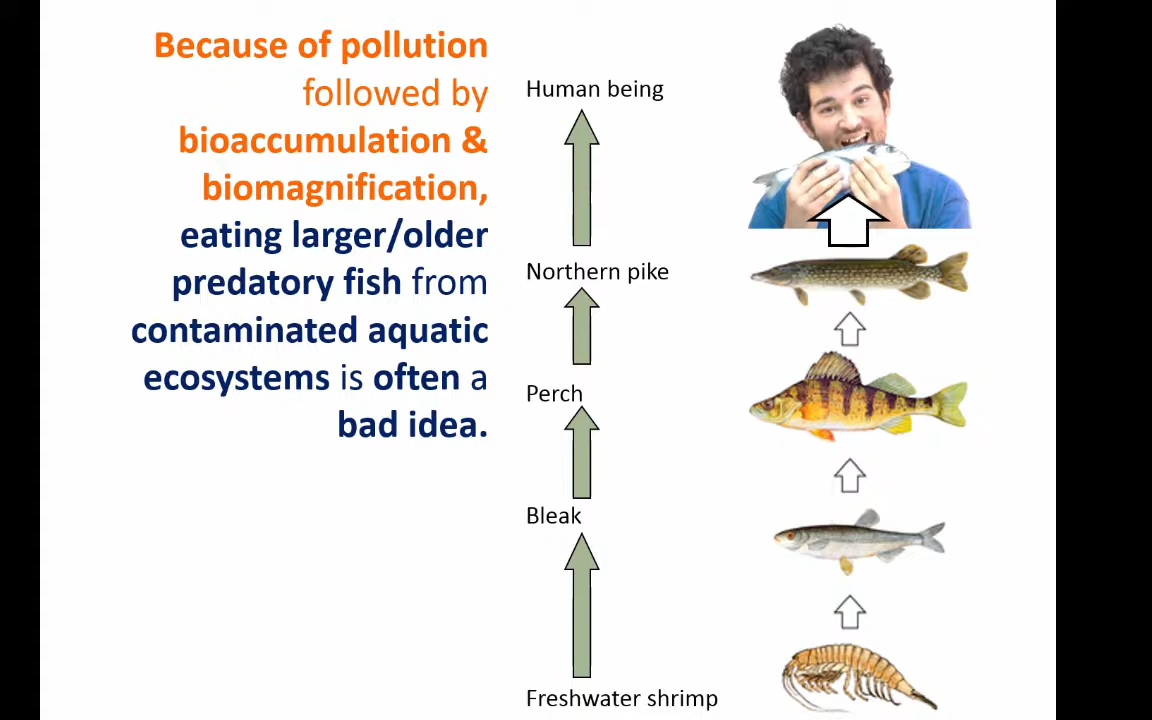 Because of pollution
followed by
bioaccumulation &
biomagnification,
eating larger/older
predatory fish from
contaminated aquatic
ecosystems is often a
bad idea.
Human being
Northern pike
Perch
Bleak
Freshwater shrimp